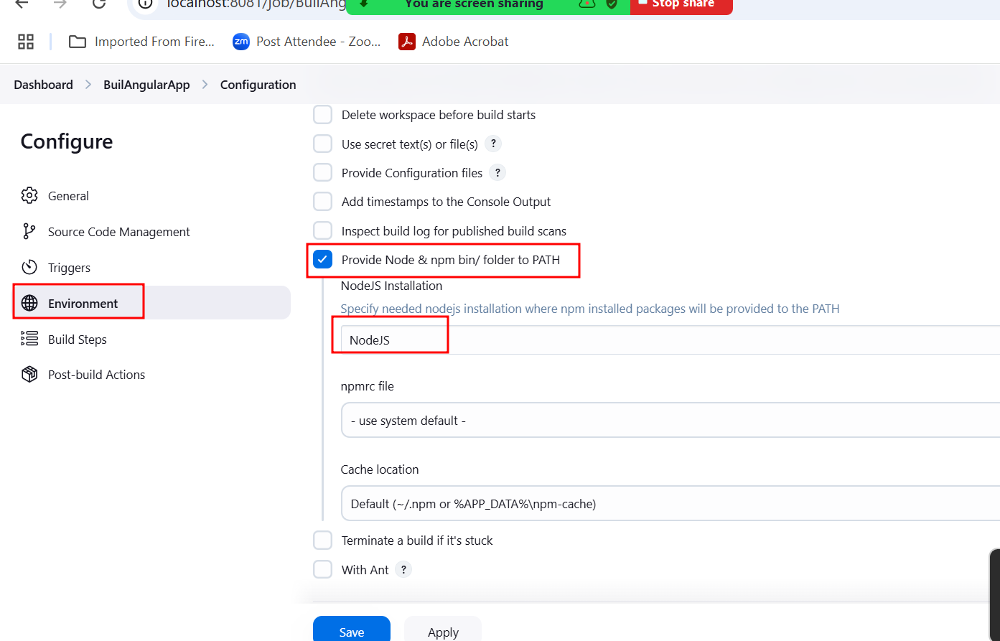 localhost:8081/job/BuilAng
You are screen sharing
Stop share
Imported From Fire...
zm
Post Attendee - Zoo...
Adobe Acrobat
Dashboard
BuilAngularApp
Configuration
Configure
General
Source Code Management
Triggers
Environment
Build Steps
Post-build Actions
Delete workspace before build starts
Use secret text(s) or file(s) ?
Provide Configuration files ?
Add timestamps to the Console Output
Inspect build log for published build scans
Provide Node & npm bin/ folder to PATH
NodeJS Installation
Specify needed nodejs installation where npm installed packages will be provided to the PATH
NodeJS
npmrc file
- use system default -
Cache location
Default (~/.npm or %APP_DATA%\npm-cache)
Terminate a build if it's stuck
With Ant ?
Save
Apply